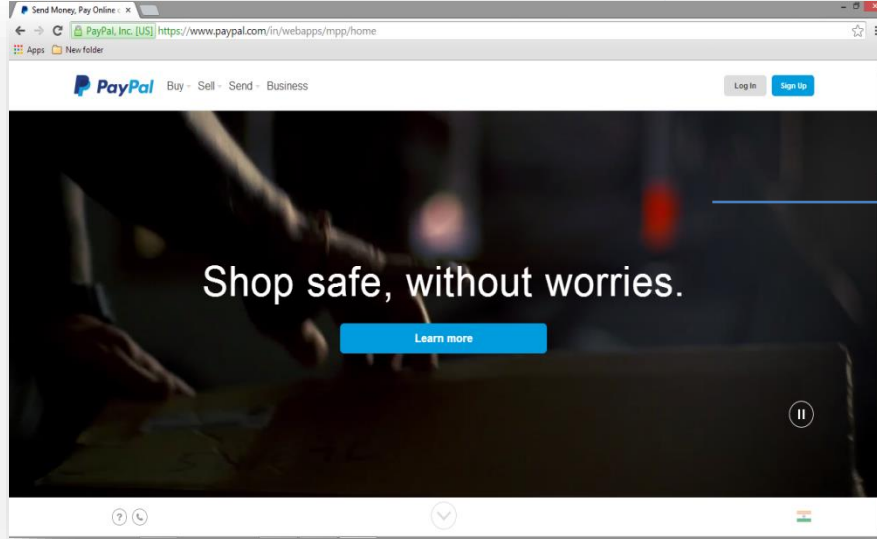 Send Money, Pay Online c
PayPal, Inc. [US] https://www.paypal.com/in/webapps/mpp/home
Apps New folder
PayPal Buy Sell Send Business Log In Sign Up
Shop safe, without worries.
Learn more
?